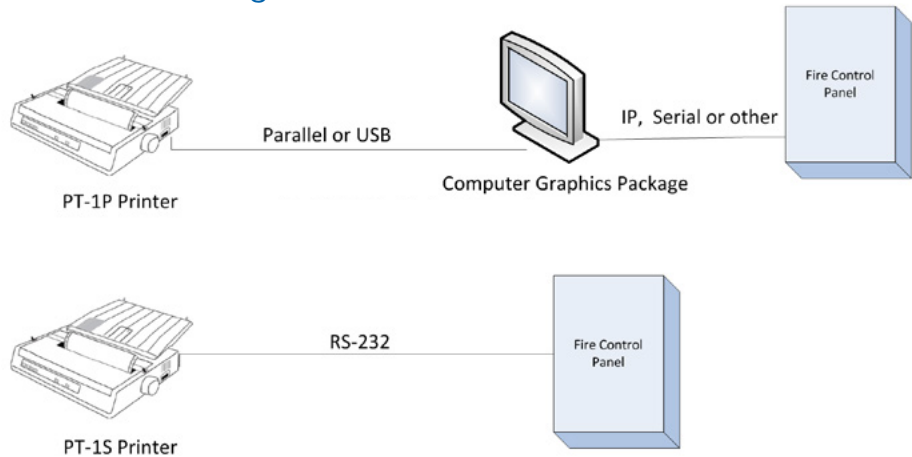 Fire Control
Panel
IP, Serial or other
Parallel or USB
Computer Graphics Package
PT-1P Printer
RS-232
Fire Control
Panel
PT-1S Printer